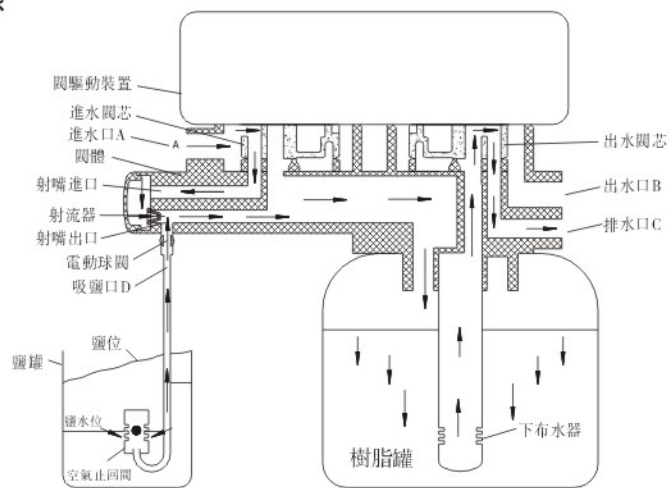 閥驅動裝置
進水閥芯
進水口A
A
閥體
射嘴進口
射流器
射嘴出口
電動球閥
吸鹽口D
出水閥芯
出水口B
排水口C
鹽位
鹽罐
鹽水位
空氣止回閥
下布水器
樹脂罐